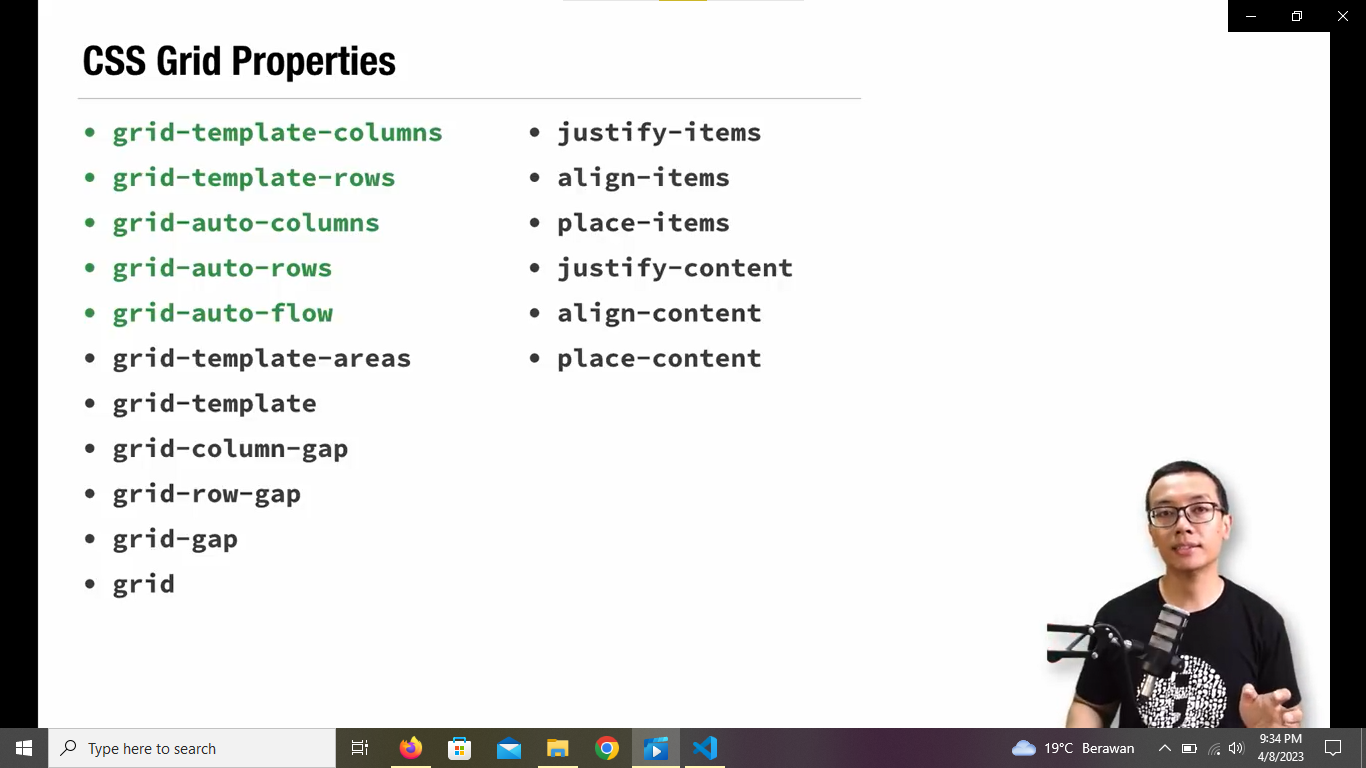 CSS Grid Properties
• grid-template-columns
• grid-template-rows
• grid-auto-columns
• grid-auto-rows
• grid-auto-flow
• grid-template-areas
• grid-template
• grid-column-gap
• grid-row-gap
• grid-gap
• grid
• justify-items
• align-items
• place-items
• justify-content
• align-content
• place-content
Type here to search
19°C Berawan
9:34 PM
4/8/2023